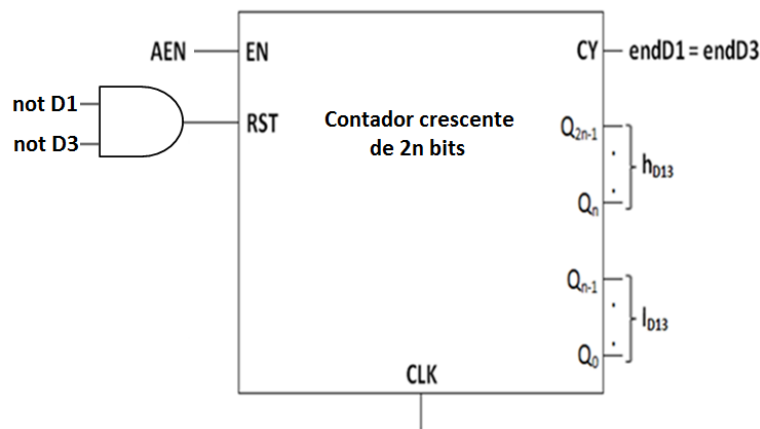 AEN EN CY endD1 = endD3
not D1
not D3
RST
Contador crescente
de 2n bits
Q2n-1
hD13
Qn
Qn-1
lD13
Q0
CLK